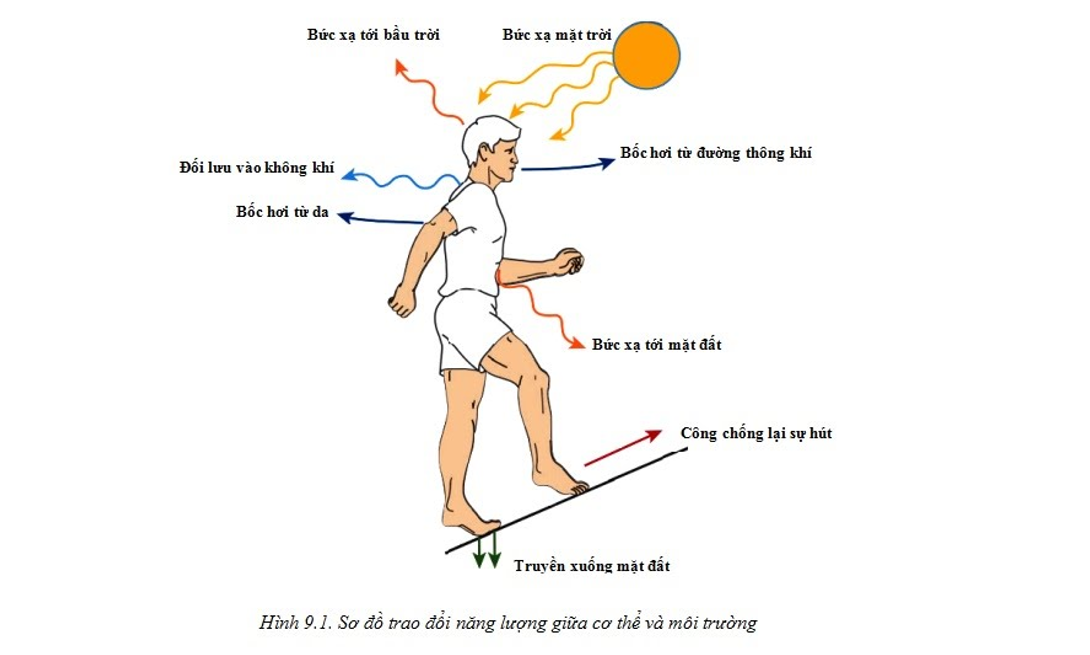 Bức xạ tới bầu trời
Bức xạ mặt trời
Bốc hơi từ đường thông khí
Đối lưu vào không khí
Bốc hơi từ da
Bức xạ tới mặt đất
Công chống lại sự hút
Truyền xuống mặt đất
Hình 9.1. Sơ đồ trao đổi năng lượng giữa cơ thể và môi trường